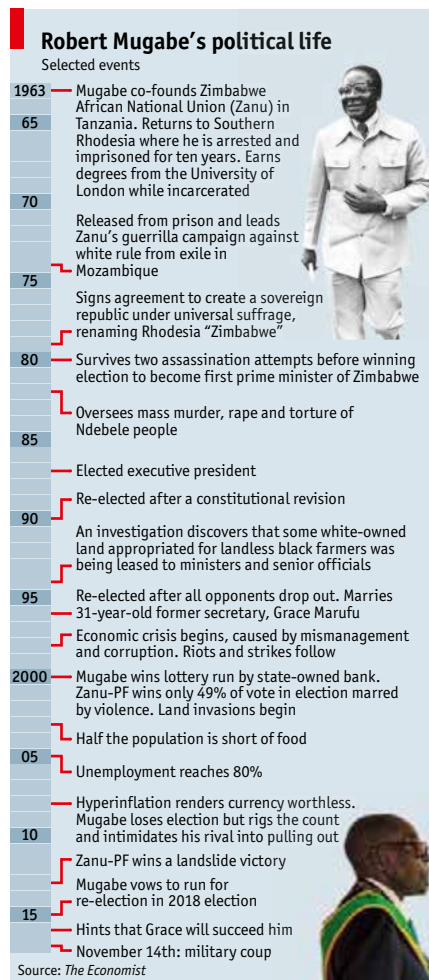 Robert Mugabe's political life
Selected events
1963
Mugabe co-founds Zimbabwe
African National Union (Zanu) in
Tanzania. Returns to Southern
Rhodesia where he is arrested and
imprisoned for ten years. Earns
degrees from the University of
London while incarcerated
65
70
Released from prison and leads
Zanu's guerrilla campaign against
white rule from exile in
Mozambique
75
Signs agreement to create a sovereign
republic under universal suffrage,
renaming Rhodesia “Zimbabwe”
80
Survives two assassination attempts before winning
election to become first prime minister of Zimbabwe
Oversees mass murder, rape and torture of
Ndebele people
85
Elected executive president
Re-elected after a constitutional revision
90
An investigation discovers that some white-owned
land appropriated for landless black farmers was
being leased to ministers and senior officials
95
Re-elected after all opponents drop out. Marries
31-year-old former secretary, Grace Marufu
Economic crisis begins, caused by mismanagement
and corruption. Riots and strikes follow
2000
Mugabe wins lottery run by state-owned bank.
Zanu-PF wins only 49% of vote in election marred
by violence. Land invasions begin
Half the population is short of food
05
Unemployment reaches 80%
Hyperinflation renders currency worthless.
Mugabe loses election but rigs the count
and intimidates his rival into pulling out
10
Zanu-PF wins a landslide victory
Mugabe vows to run for
re-election in 2018 election
15
Hints that Grace will succeed him
November 14th: military coup
Source: The Economist